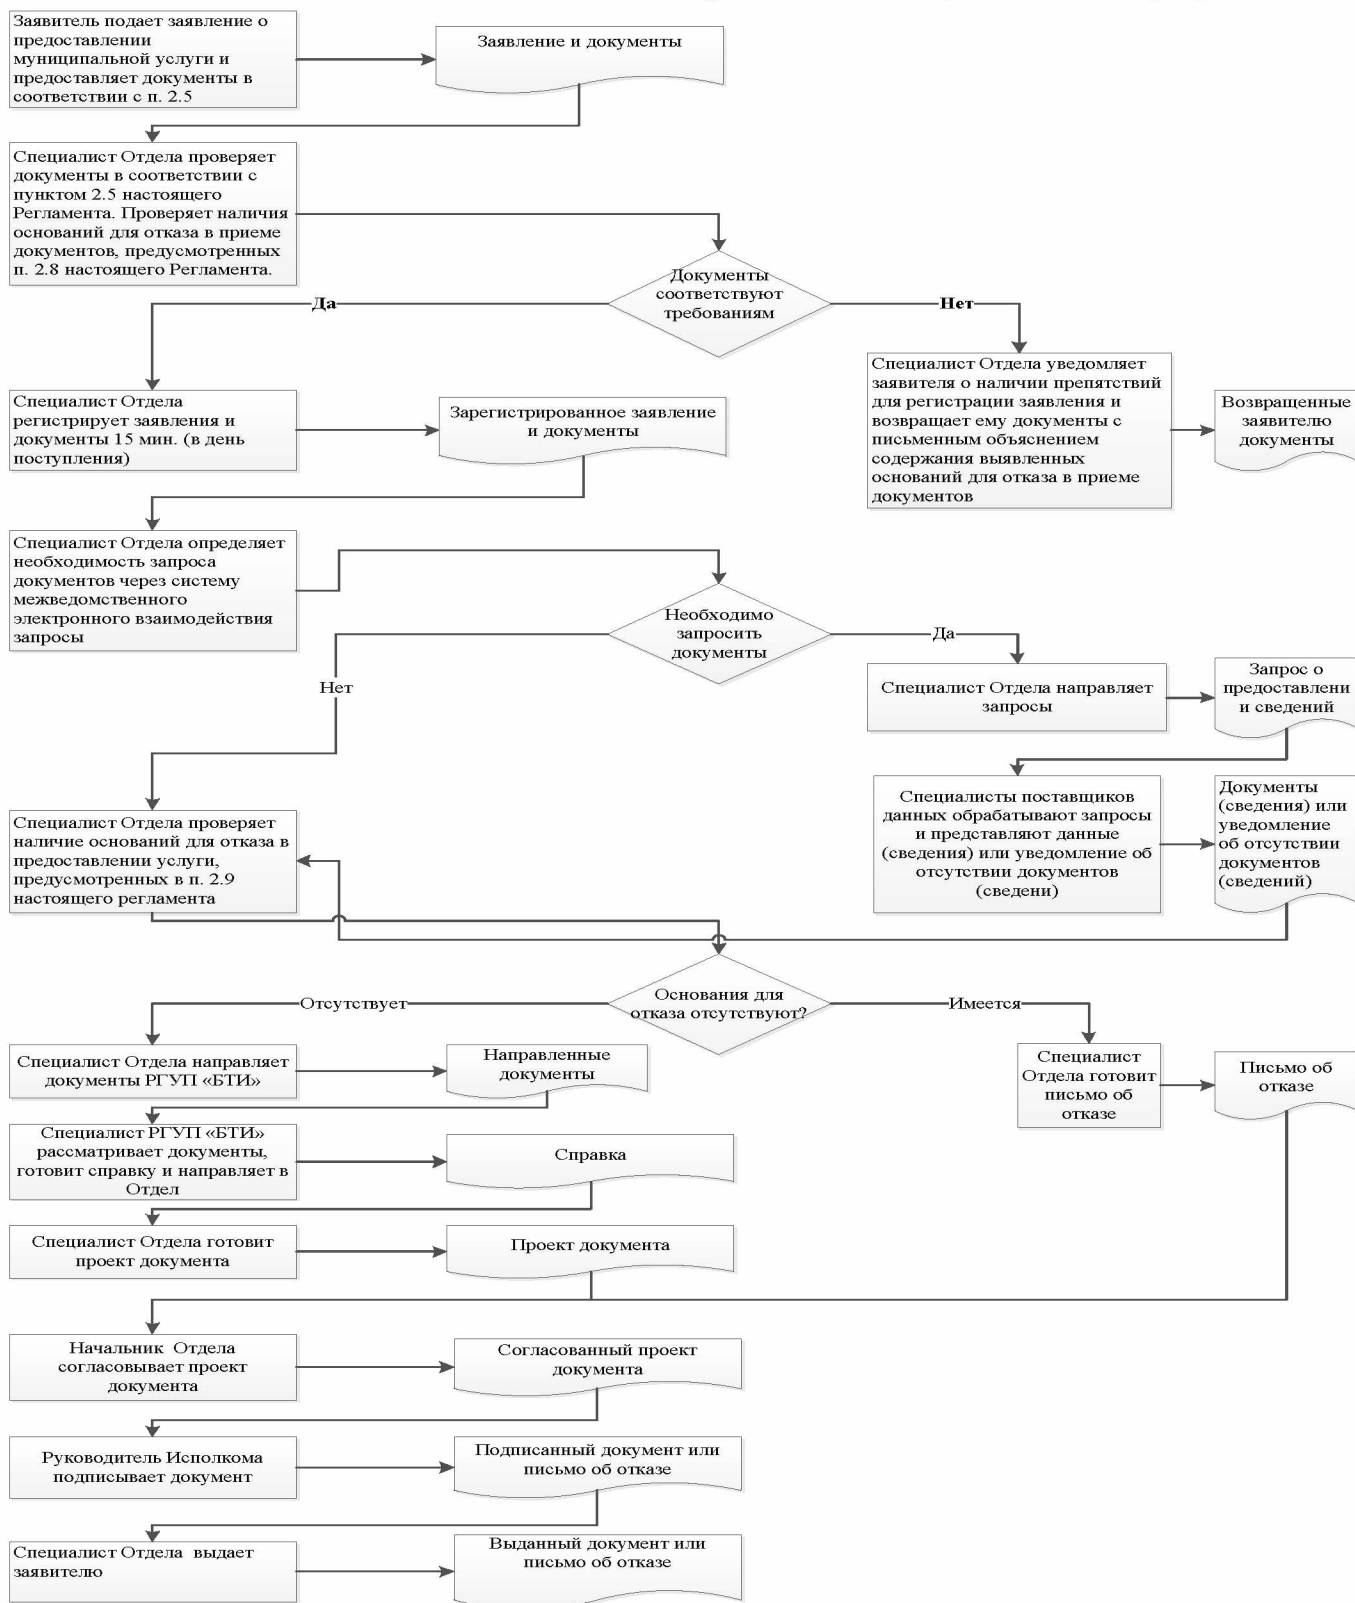 Заявитель подает заявление о
предоставлении
муниципальной услуги и
предоставляет документы в
соответствии с п. 2.5
Заявление и документы
Специалист Отдела проверяет
документы в соответствии с
пунктом 2.5 настоящего
Регламента. Проверяет наличия
оснований для отказа в приеме
документов, предусмотренных
п. 2.8 настоящего Регламента.
Документы
соответствуют
требованиям
Да
Нет
Специалист Отдела
регистрирует заявления и
документы 15 мин. (в день
поступления)
Зарегистрированное заявление
и документы
Специалист Отдела уведомляет
заявителя о наличии препятствий
для регистрации заявления и
возвращает ему документы с
письменным объяснением
содержания выявленных
оснований для отказа в приеме
документов
Возвращенные
заявителю
документы
Специалист Отдела определяет
необходимость запроса
документов через систему
межведомственного
электронного взаимодействия
запросы
Необходимо
запросить
документы
Да
Нет
Специалист Отдела направляет
запросы
Запрос о
предоставлени
и сведений
Специалисты поставщиков
данных обрабатывают запросы
и представляют данные
(сведения) или уведомление об
отсутствии документов
(сведени)
Документы
(сведения) или
уведомление
об отсутствии
документов
(сведений)
Специалист Отдела проверяет
наличие оснований для отказа в
предоставлении услуги,
предусмотренных в п. 2.9
настоящего регламента
Основания для
отказа отсутствуют?
Отсутствует
Имеется
Специалист Отдела направляет
документы РГУП «БТИ»
Направленные
документы
Специалист
Отдела готовит
письмо об
отказе
Письмо об
отказе
Специалист РГУП «БТИ»
рассматривает документы,
готовит справку и направляет в
Отдел
Справка
Специалист Отдела готовит
проект документа
Проект документа
Начальник Отдела
согласовывает проект
документа
Согласованный проект
документа
Руководитель Исполкома
подписывает документ
Подписанный документ или
письмо об отказе
Специалист Отдела выдает
заявителю
Выданный документ или
письмо об отказе